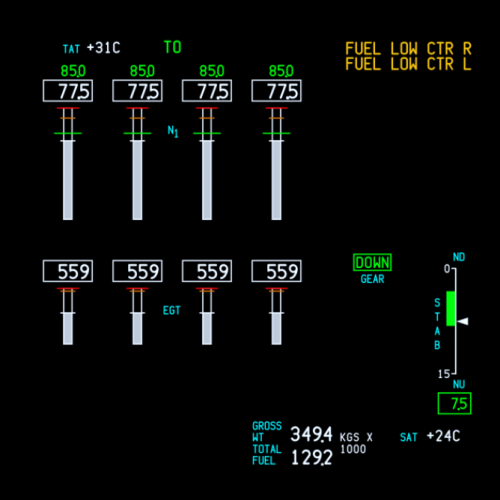 TAT +31C TO
FUEL LOW CTR R
FUEL LOW CTR L
85.0 85.0 85.0 85.0
77.5 77.5 77.5 77.5
N1
559 559 559 559
EGT
DOWN
GEAR
ND
0
STAB
15
NU
7.5
GROSS WT 349.4 KGS X 1000
TOTAL FUEL 129.2
SAT +24C